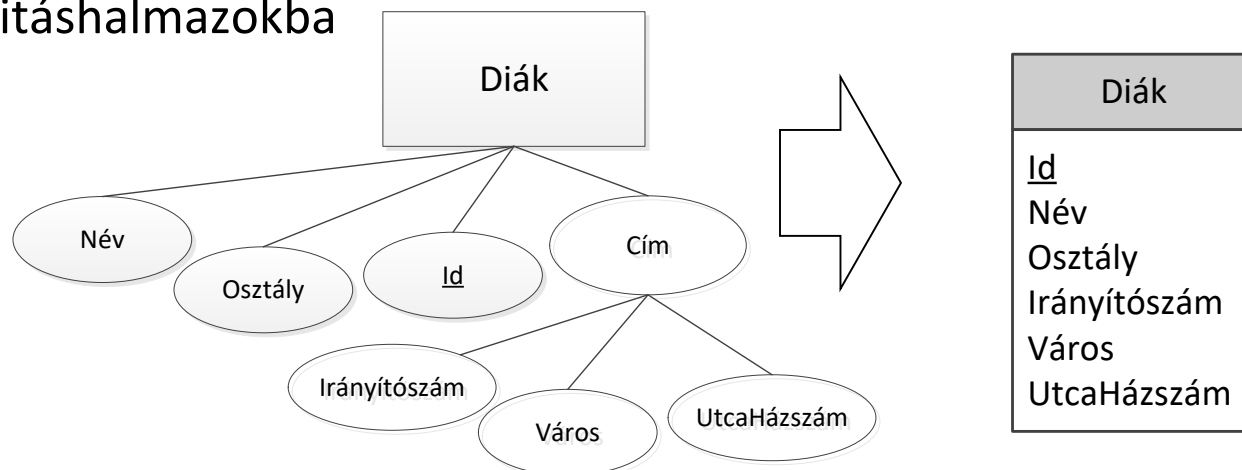 itáshalmazokba
Diák
Név
Osztály
Id
Cím
Irányítószám
Város
UtcaHázszám
Diák
Id
Név
Osztály
Irányítószám
Város
UtcaHázszám